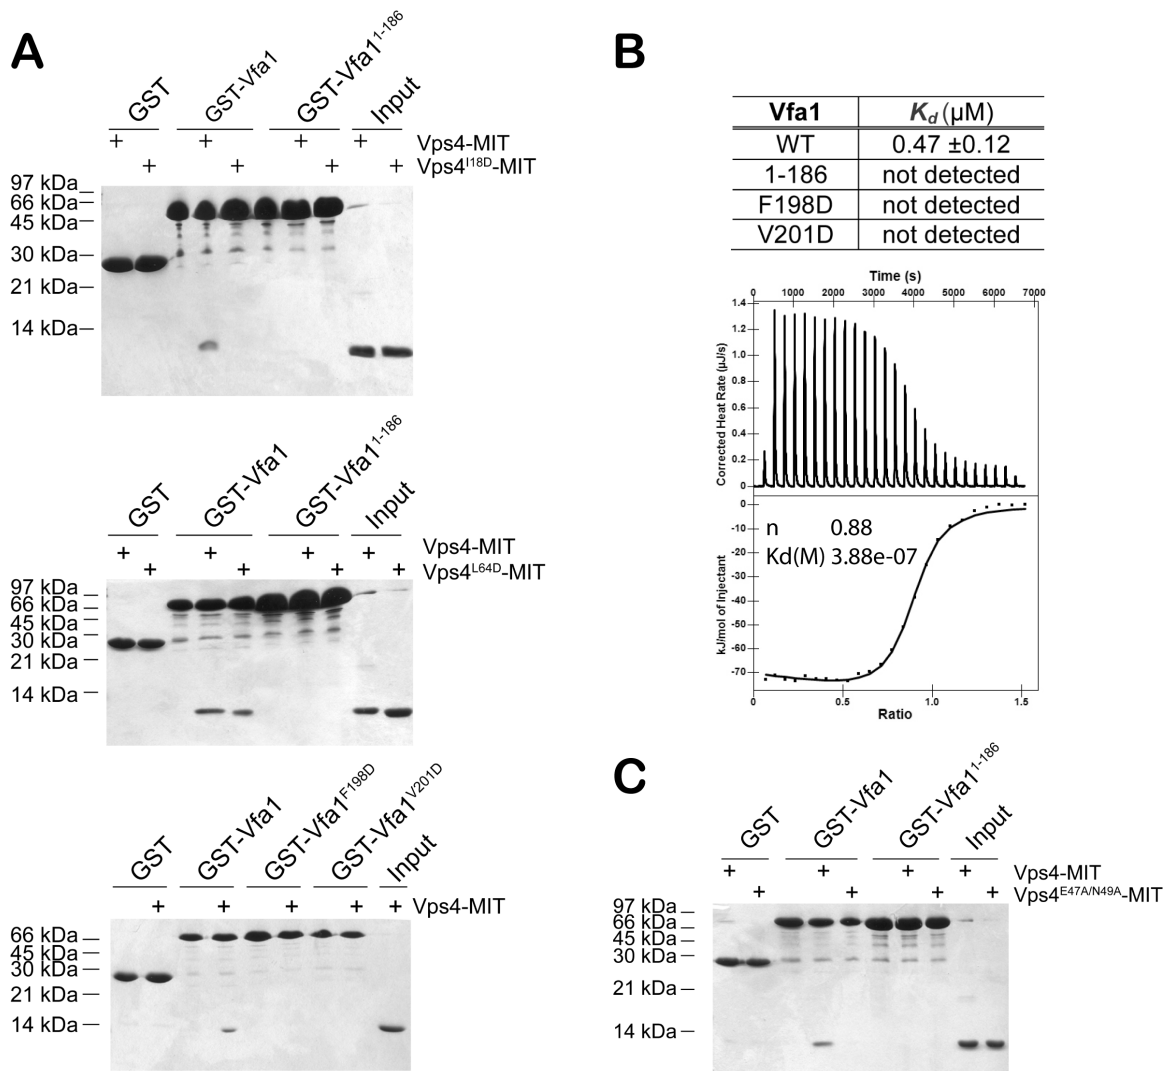 A
GST
GST-Vfa1
GST-Vfa1 1-186
Input
+ + + Vps4-MIT
+ + + + Vps4 I18D-MIT
97 kDa
66 kDa
45 kDa
30 kDa
21 kDa
14 kDa
GST
GST-Vfa1
GST-Vfa1 1-186
Input
+ + + + Vps4-MIT
+ + + + Vps4 L64D-MIT
97 kDa
66 kDa
45 kDa
30 kDa
21 kDa
14 kDa
GST
GST-Vfa1
GST-Vfa1 F198D
GST-Vfa1 V201D
Input
+ + + + + Vps4-MIT
66 kDa
45 kDa
30 kDa
21 kDa
14 kDa
B
Vfa1 Kd (µM)
WT 0.47 ±0.12
1-186 not detected
F198D not detected
V201D not detected
Time (s)
0 1000 2000 3000 4000 5000 6000 7000
Corrected Heat Rate (µJ/s)
1.4
1.2
1.0
0.8
0.6
0.4
0.2
0
kJ/mol of Injectant
0
-10
-20
-30
-40
-50
-60
-70
n 0.88
Kd(M) 3.88e-07
0 0.5 1.0 1.5
Ratio
C
GST
GST-Vfa1
GST-Vfa1 1-186
Input
+ + + + Vps4-MIT
+ + + + Vps4 E47A/N49A-MIT
97 kDa
66 kDa
45 kDa
30 kDa
21 kDa
14 kDa